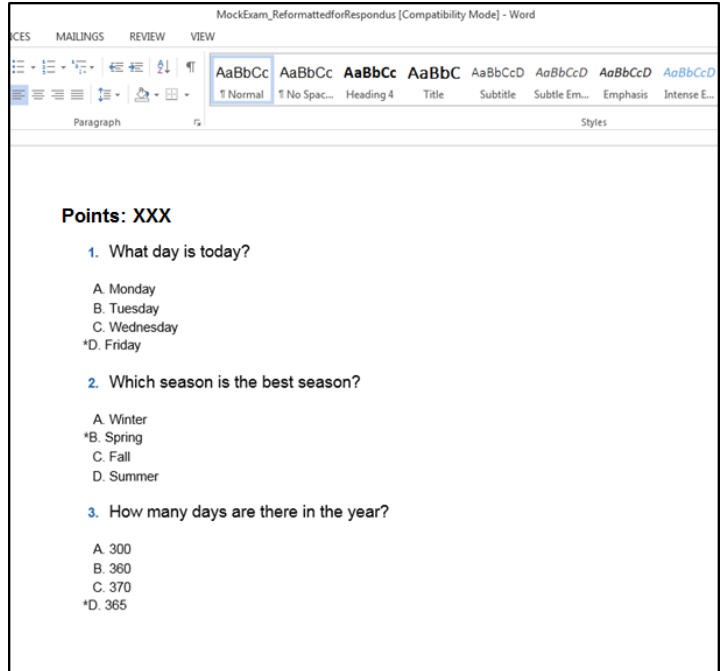 MockExam_ReformattedforRespondus [Compatibility Mode] - Word
MAILINGS REVIEW VIEW
AaBbCc AaBbCc AaBbCc AaBbC AaBbCcD AaBbCcD AaBbCcD AaBbCcD
¶ Normal ¶ No Spac... Heading 4 Title Subtitle Subtle Em... Emphasis Intense E...
Paragraph Styles
Points: XXX
1. What day is today?
A. Monday
B. Tuesday
C. Wednesday
*D. Friday
2. Which season is the best season?
A. Winter
*B. Spring
C. Fall
D. Summer
3. How many days are there in the year?
A. 300
B. 360
C. 370
*D. 365